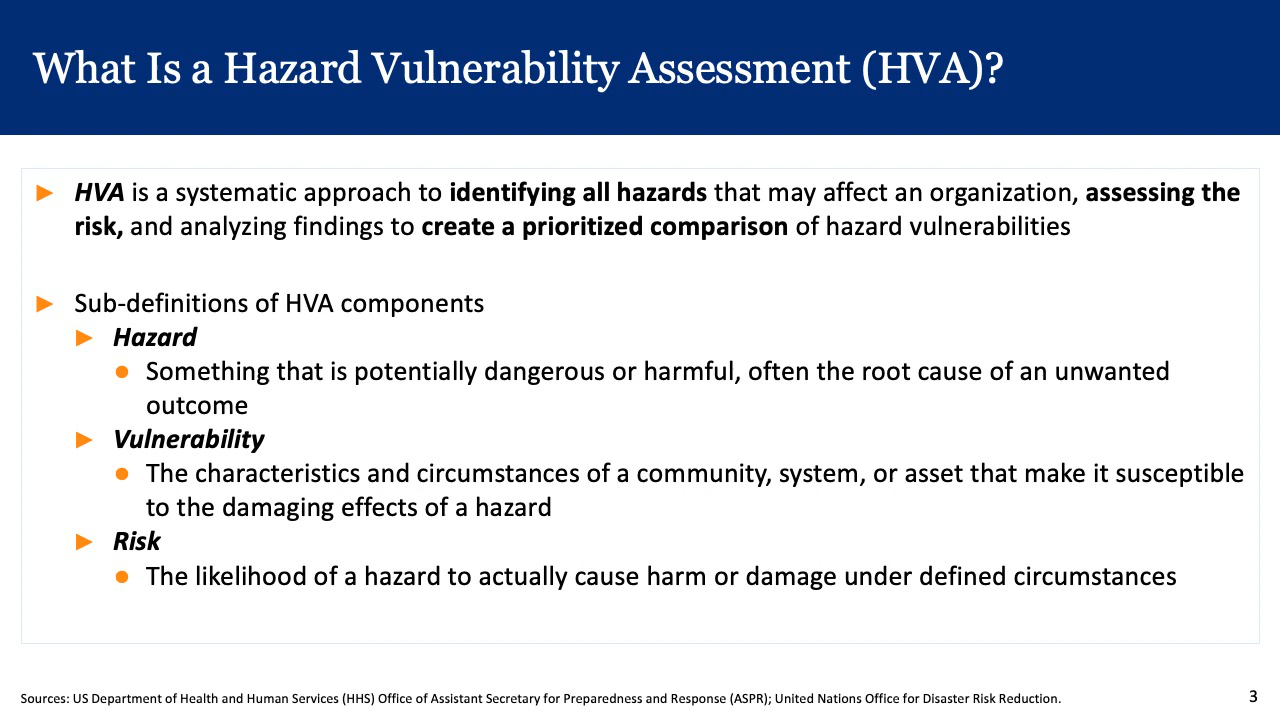 What Is a Hazard Vulnerability Assessment (HVA)?
HVA is a systematic approach to identifying all hazards that may affect an organization, assessing the
risk, and analyzing findings to create a prioritized comparison of hazard vulnerabilities
Sub-definitions of HVA components
Hazard
Something that is potentially dangerous or harmful, often the root cause of an unwanted
outcome
Vulnerability
The characteristics and circumstances of a community, system, or asset that make it susceptible
to the damaging effects of a hazard
Risk
The likelihood of a hazard to actually cause harm or damage under defined circumstances
Sources: US Department of Health and Human Services (HHS) Office of Assistant Secretary for Preparedness and Response (ASPR); United Nations Office for Disaster Risk Reduction.
3